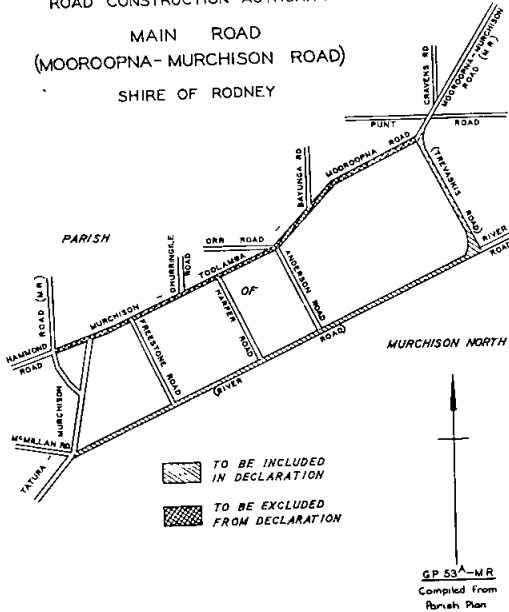 ROAD CONSTRUCTION AUTHORITY
MAIN ROAD
(MOOROOPNA-MURCHISON ROAD)
SHIRE OF RODNEY
MOOROOPNA-MURCHISON
ROAD (M.R)
CRAVENS RD
PUNT ROAD
MOOROOPNA ROAD
(TREVASKIS
ROAD)
RIVER
ROAD
BAYUNGA RD
PARISH
ORR ROAD
DHURRINGILE
ROAD
MURCHISON TOOLAMBA
OF
ANDERSON ROAD
HARPER ROAD
FREESTONE ROAD
(RIVER ROAD)
MURCHISON NORTH
ROAD (M.R)
HAMMOND
ROAD
MURCHISON
McMILLAN RD
TATURA
TO BE INCLUDED
IN DECLARATION
TO BE EXCLUDED
FROM DECLARATION
GP 53A-MR
Compiled from
Parish Plan